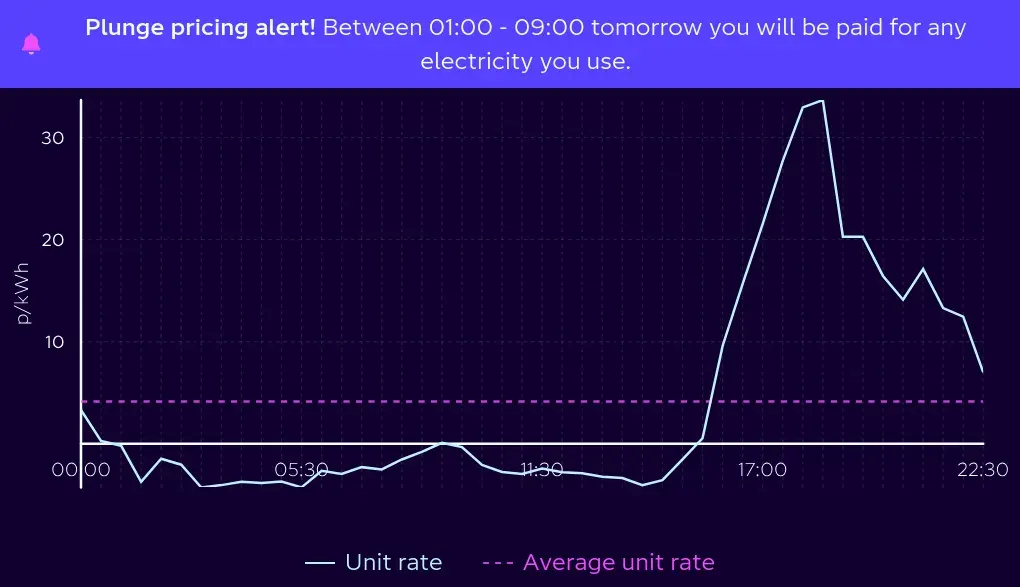 Plunge pricing alert! Between 01:00 - 09:00 tomorrow you will be paid for any
electricity you use.
30
20
p/kWh
10
00:00 05:30 11:30 17:00 22:30
Unit rate Average unit rate